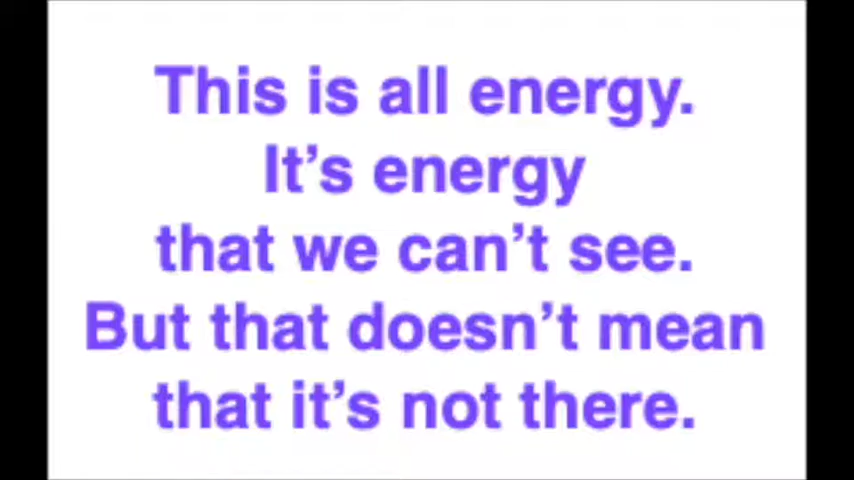 This is all energy.
It’s energy
that we can’t see.
But that doesn’t mean
that it’s not there.